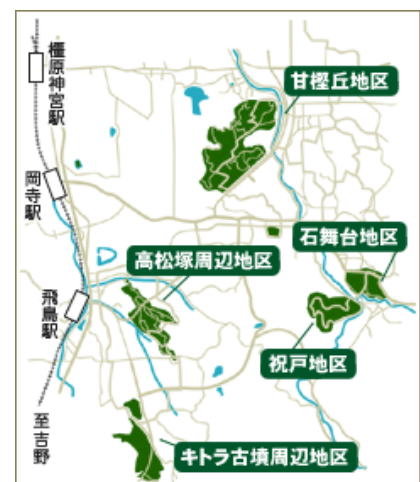 橿原神宮駅
岡寺駅
飛鳥駅
至吉野
甘樫丘地区
石舞台地区
高松塚周辺地区
祝戸地区
キトラ古墳周辺地区